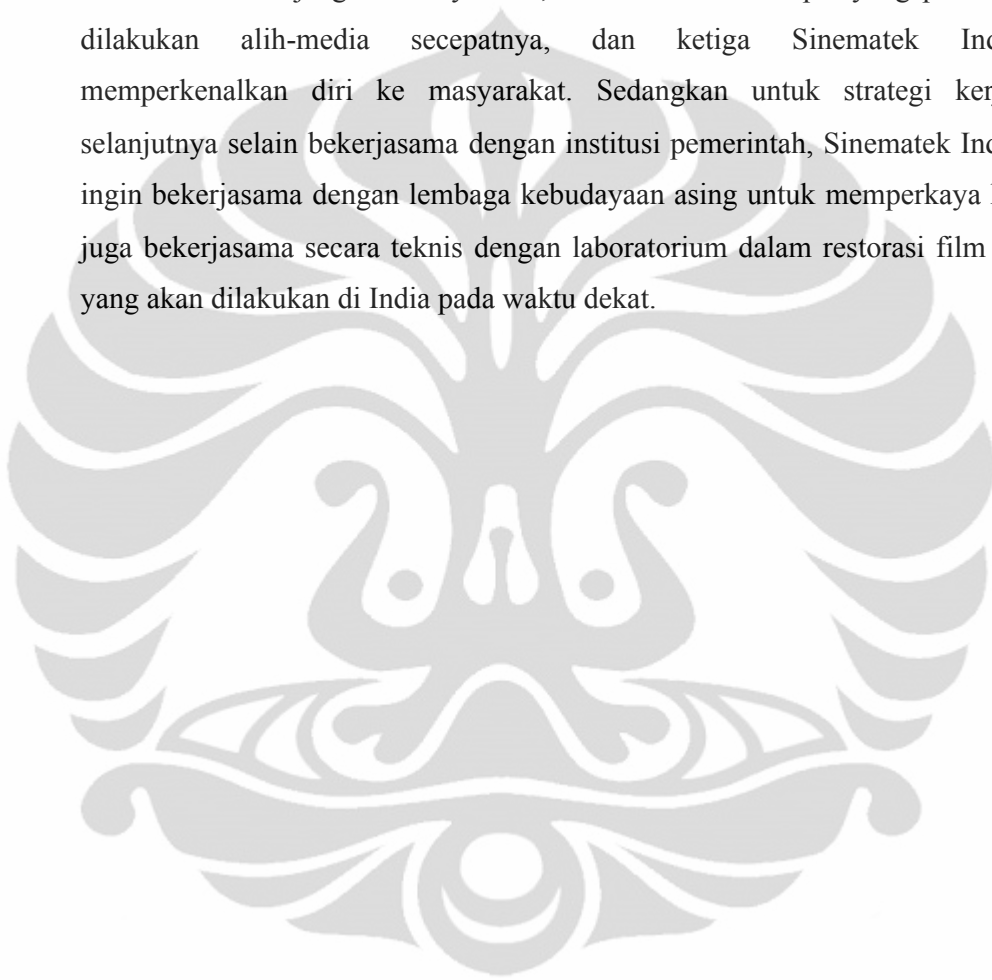 dilakukan alih-media secepatnya, dan ketiga Sinematek
memperkenalkan diri ke masyarakat. Sedangkan untuk strategi
selanjutnya selain bekerjasama dengan institusi pemerintah, Sinematek
ingin bekerjasama dengan lembaga kebudayaan asing untuk memperkaya
juga bekerjasama secara teknis dengan laboratorium dalam restorasi film
yang akan dilakukan di India pada waktu dekat.